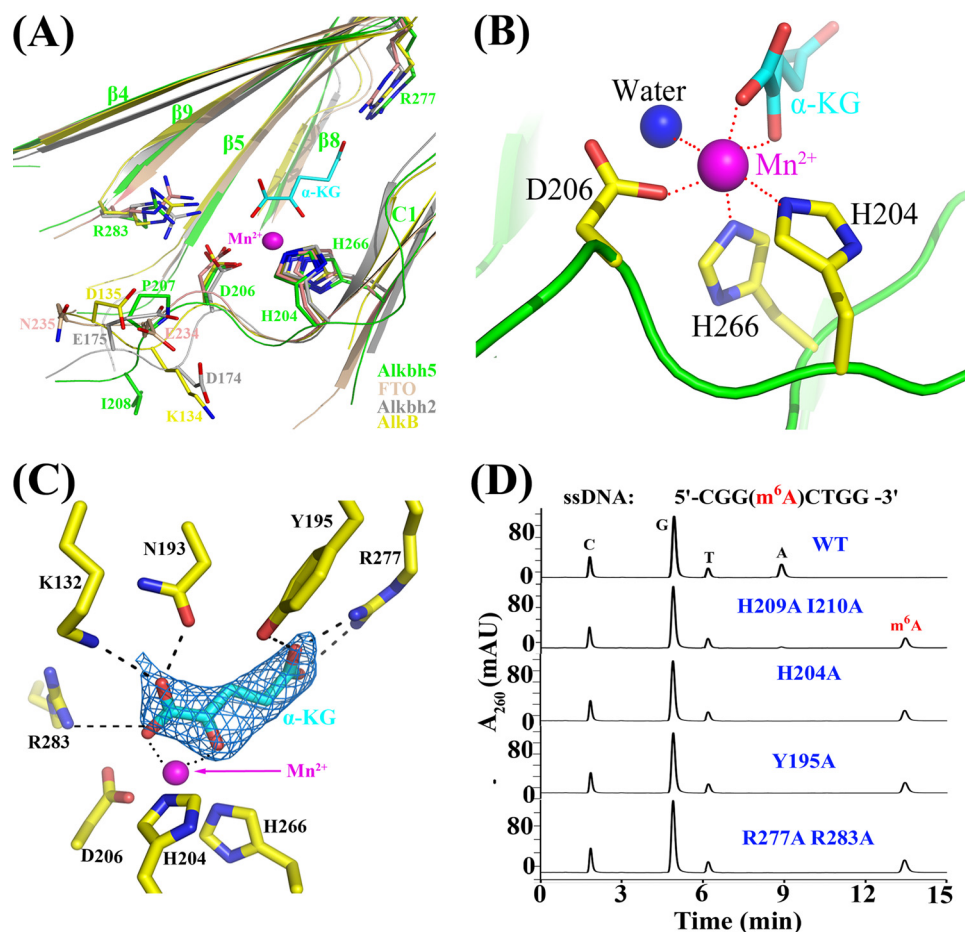 (A)
β4
β9
β5
β8
R277
α-KG
C1
R283
Mn²⁺
H266
D135
P207
D206
N235
E175
E234
H204
D174
I208
K134
Alkbh5
FTO
Alkbh2
AlkB
(B)
Water
α-KG
Mn²⁺
D206
H204
H266
(C)
Y195
N193
R277
K132
α-KG
R283
Mn²⁺
H266
D206
H204
(D)
ssDNA: 5'-CGG(m⁶A)CTGG -3'
80
G
WT
C
T
A
0
80
H209A I210A
m⁶A
0
80
H204A
0
80
Y195A
0
80
R277A R283A
0
A₂₆₀ (mAU)
0 3 6 9 12 15
Time (min)